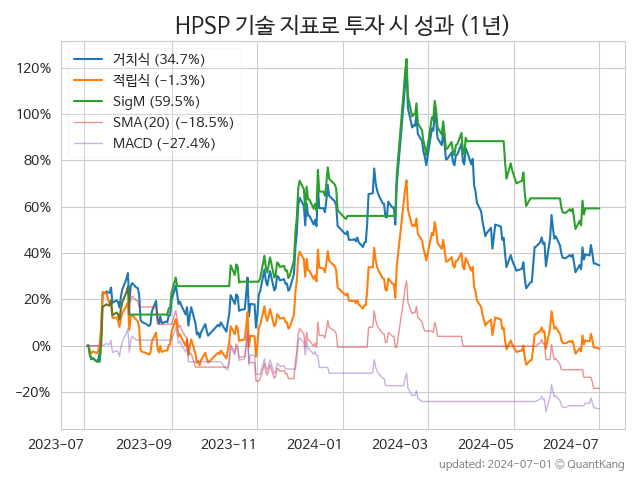 HPSP 기술 지표로 투자 시 성과 (1년)
거치식 (34.7%)
적립식 (−1.3%)
SigM (59.5%)
SMA(20) (−18.5%)
MACD (−27.4%)
120%
100%
80%
60%
40%
20%
0%
−20%
2023-07 2023-09 2023-11 2024-01 2024-03 2024-05 2024-07
updated: 2024-07-01 © QuantKang